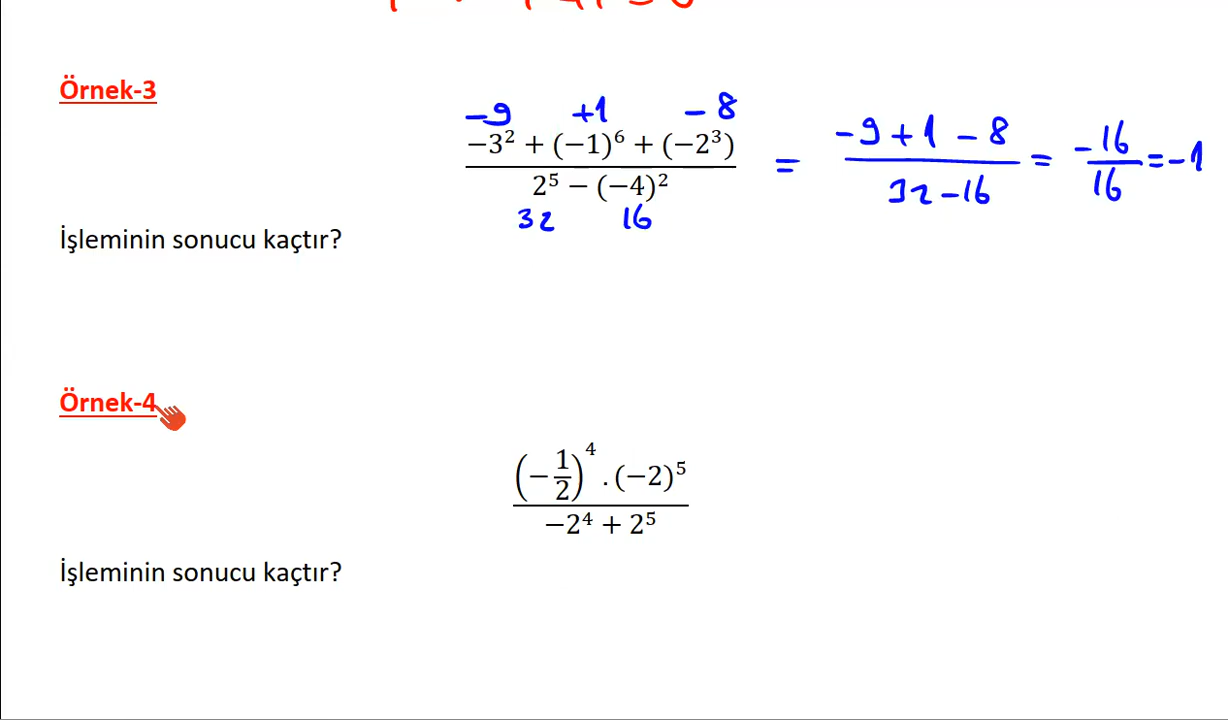 Örnek-3
-9 +1 -8
−3² + (−1)⁶ + (−2³)
2⁵ − (−4)²
32 16
= -9+1-8 / 32-16 = -16/16 = -1
İşleminin sonucu kaçtır?
Örnek-4
(−1/2)⁴ . (−2)⁵
−2⁴ + 2⁵
İşleminin sonucu kaçtır?